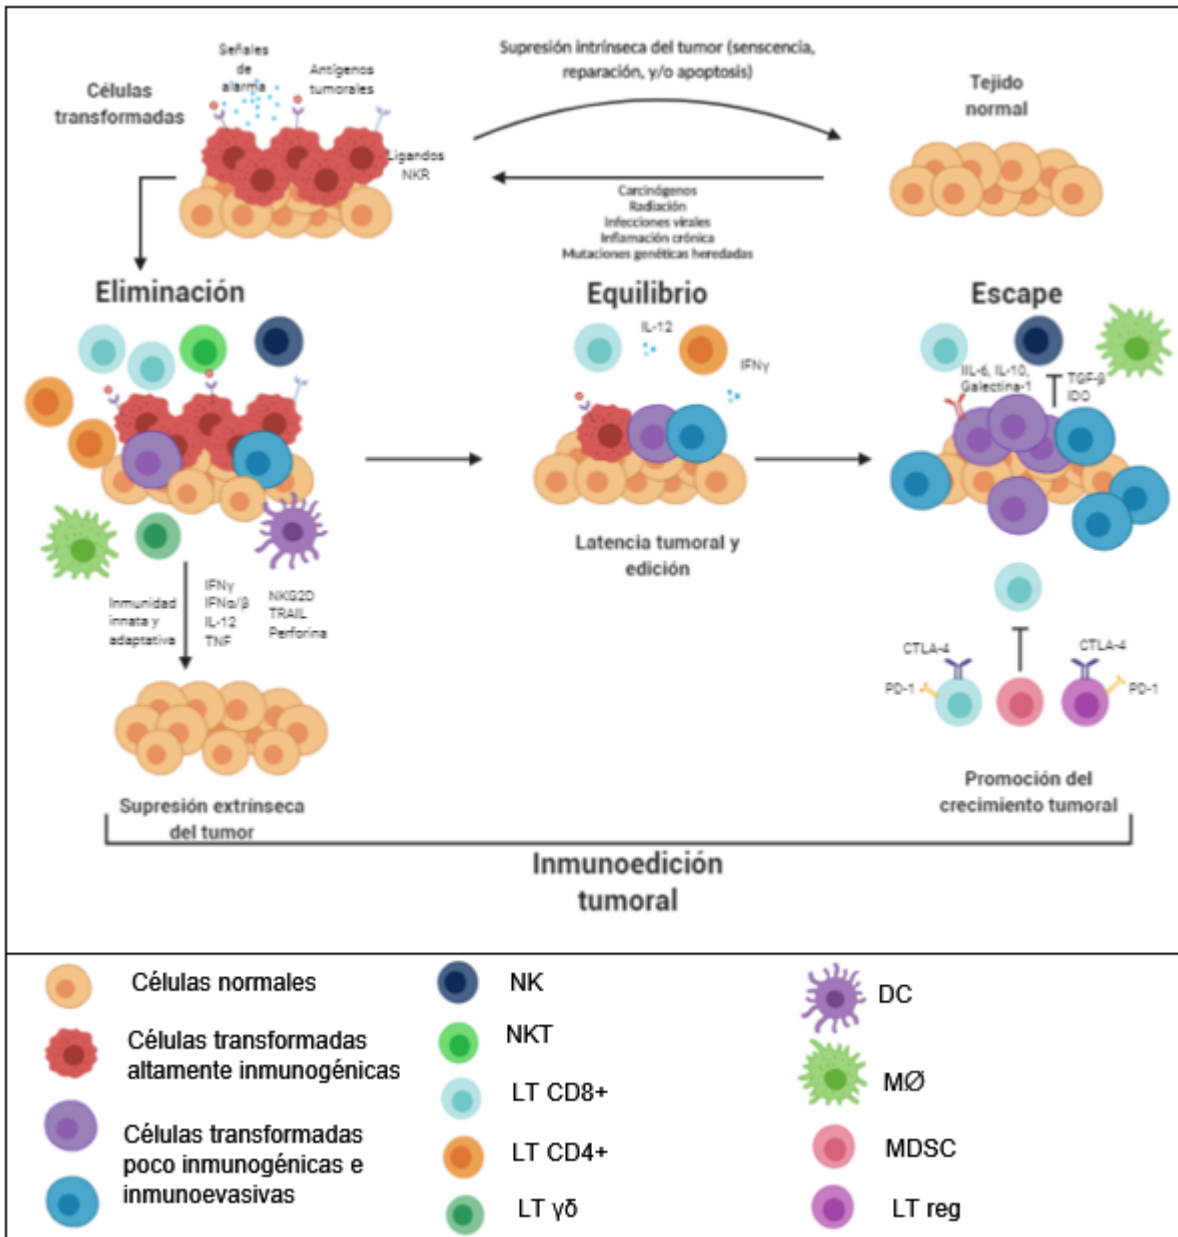 Señales
de
alarma
Antígenos
tumorales
Células
transformadas
Ligandos
NKR
Supresión intrínseca del tumor (senscencia,
reparación, y/o apoptosis)
Tejido
normal
Carcinógenos
Radiación
Infecciones virales
Inflamación crónica
Mutaciones genéticas heredadas
Eliminación
Equilibrio
Escape
IL-12
IFNγ
IIL-6, IL-10,
Galectina-1
TGF-β
IDO
Inmunidad
innata y
adaptativa
IFNγ
IFNα/β
IL-12
TNF
NKG2D
TRAIL
Perforina
Latencia tumoral y
edición
CTLA-4
CTLA-4
PD-1
PD-1
Supresión extrínseca
del tumor
Promoción del
crecimiento tumoral
Inmunoedición
tumoral
Células normales
Células transformadas
altamente inmunogénicas
Células transformadas
poco inmunogénicas e
inmunoevasivas
NK
NKT
LT CD8+
LT CD4+
LT γδ
DC
MØ
MDSC
LT reg